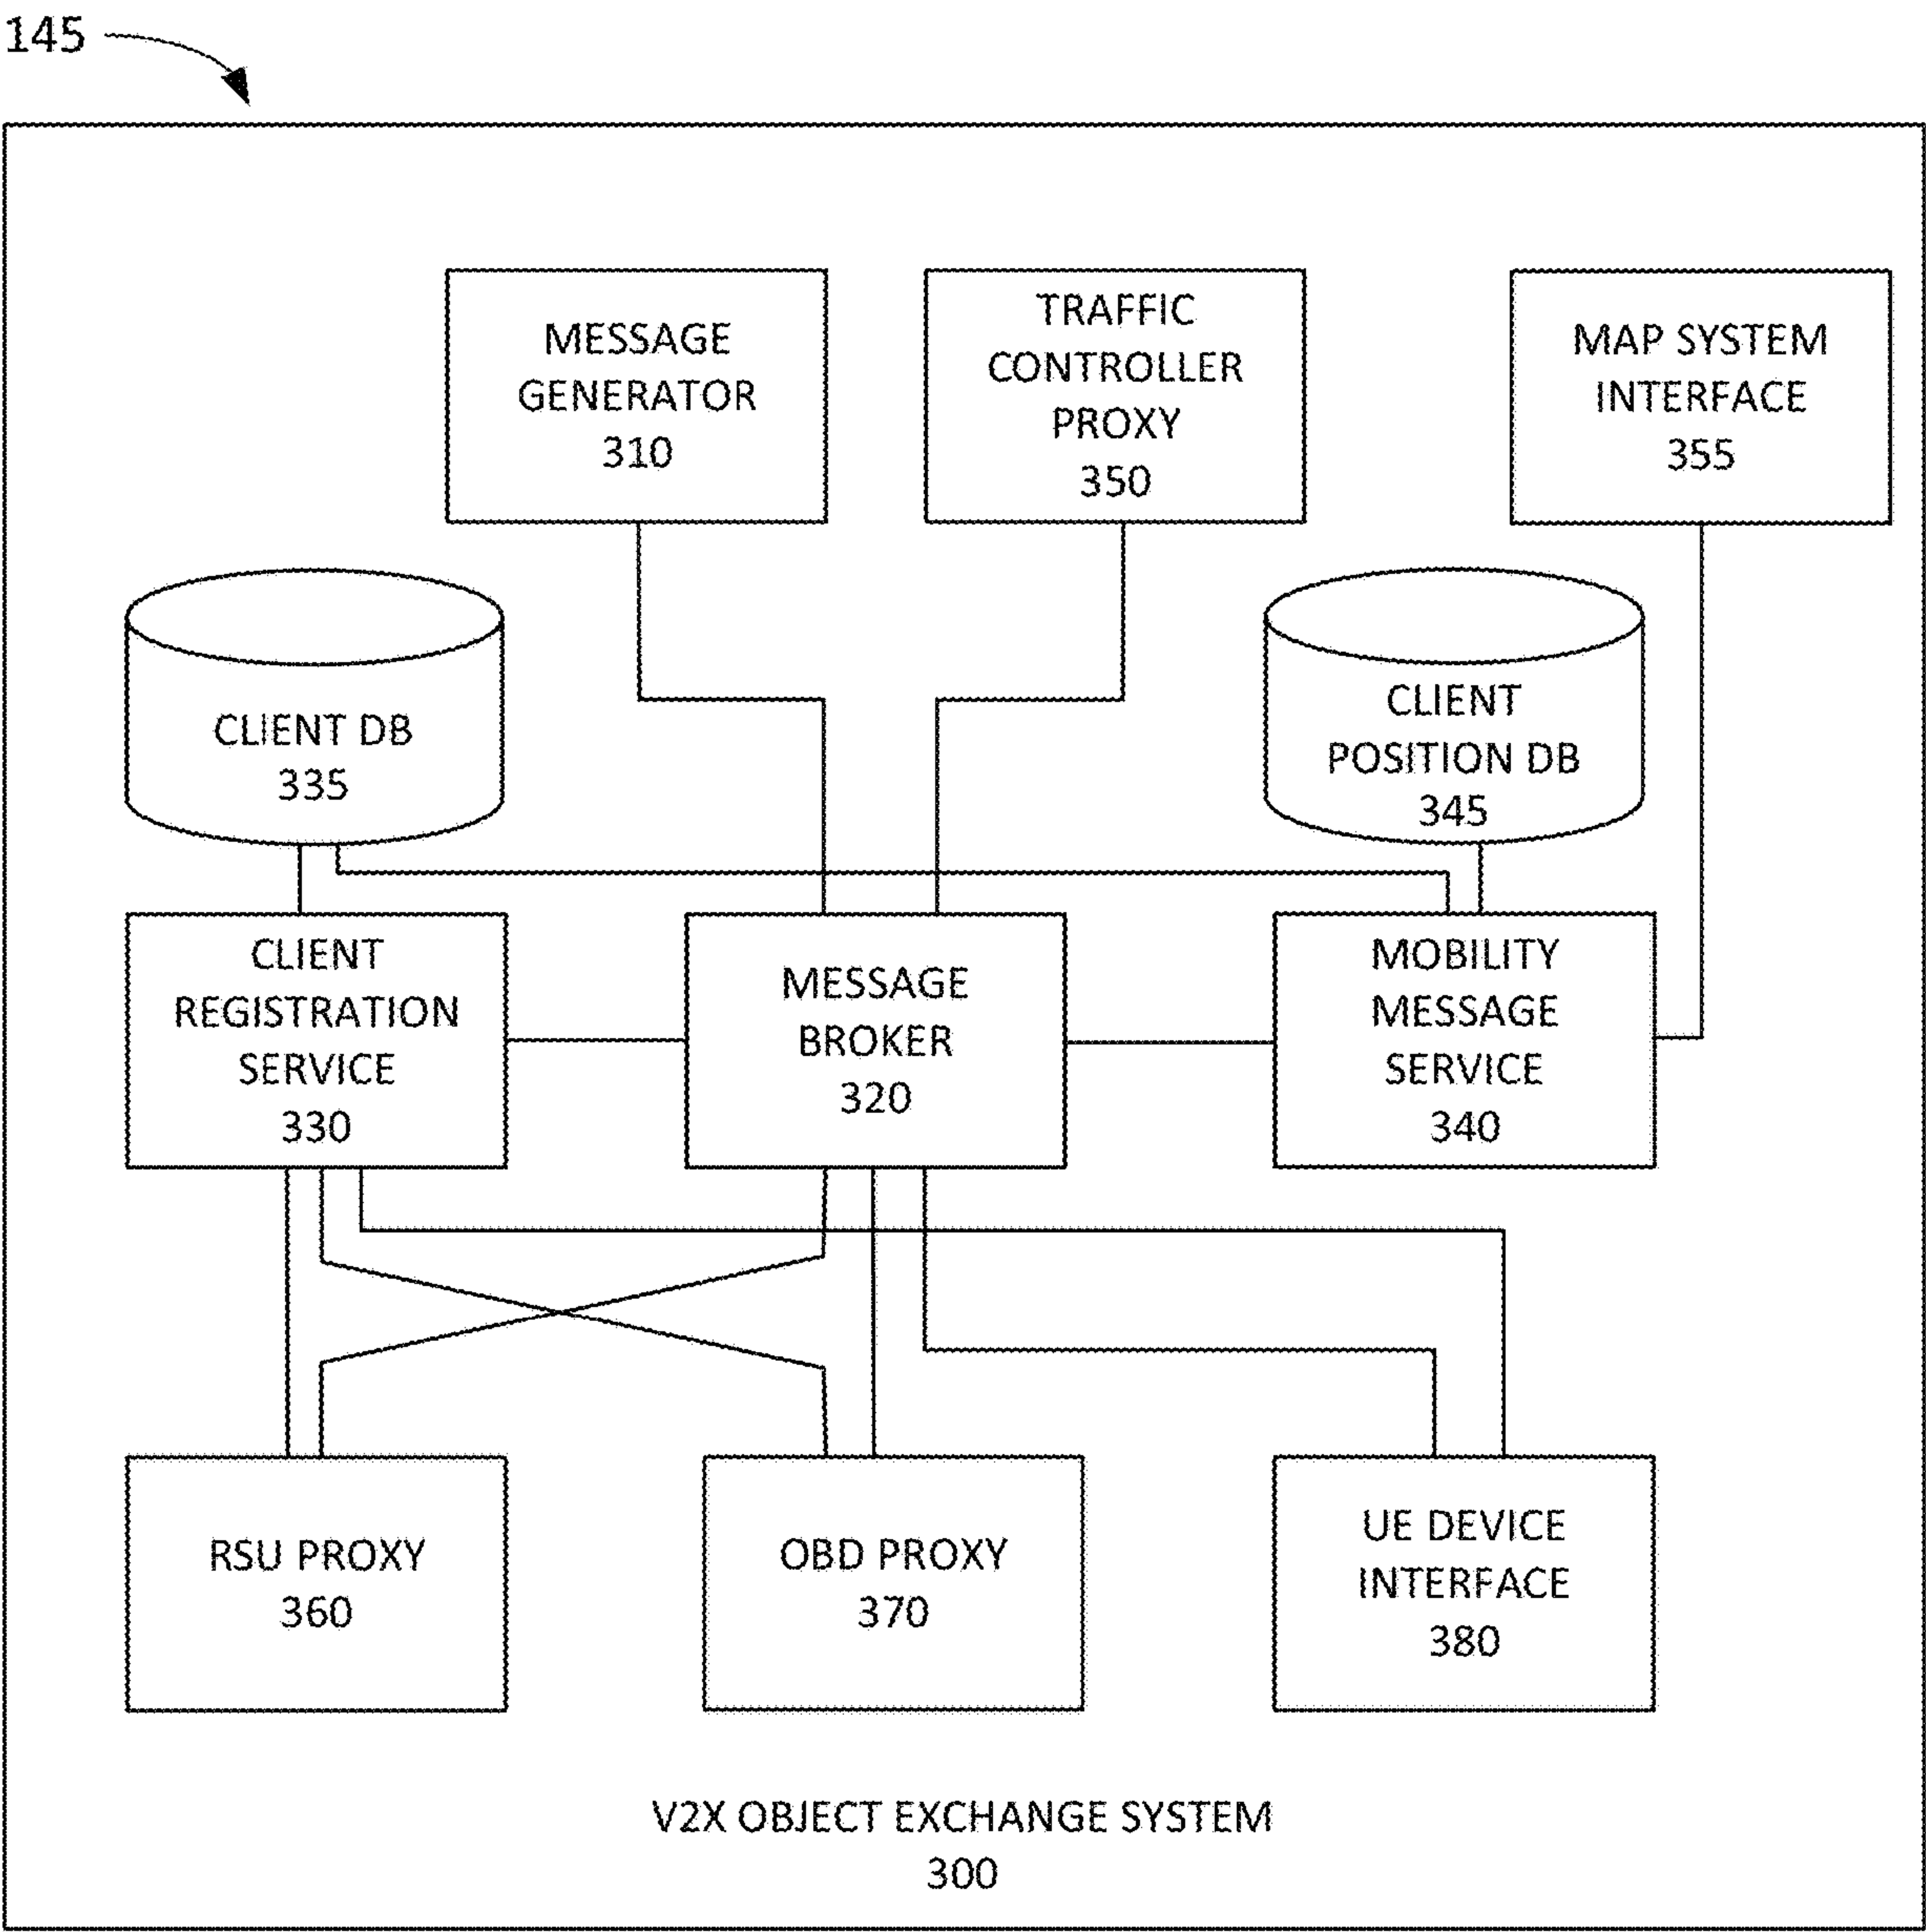 145
MESSAGE
GENERATOR
310
TRAFFIC
CONTROLLER
PROXY
350
MAP SYSTEM
INTERFACE
355
CLIENT DB
335
CLIENT
POSITION DB
345
CLIENT
REGISTRATION
SERVICE
330
MESSAGE
BROKER
320
MOBILITY
MESSAGE
SERVICE
340
RSU PROXY
360
OBD PROXY
370
UE DEVICE
INTERFACE
380
V2X OBJECT EXCHANGE SYSTEM
300